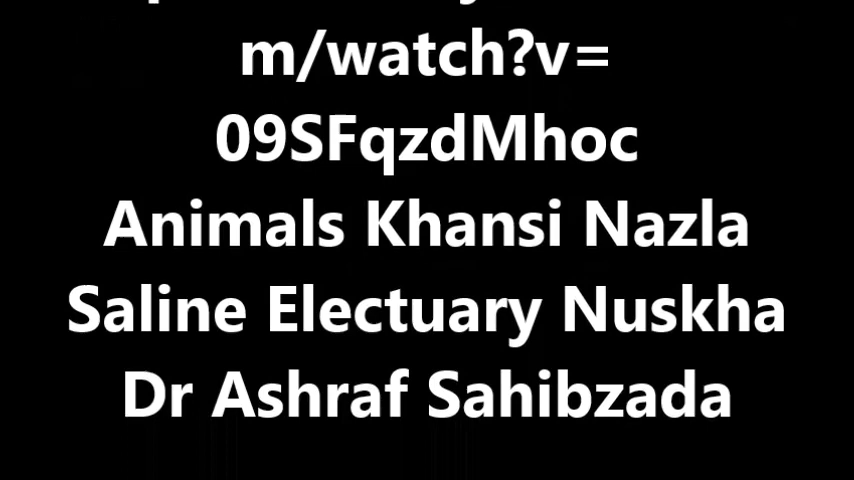 m/watch?v=
09SFqzdMhoc
Animals Khansi Nazla
Saline Electuary Nuskha
Dr Ashraf Sahibzada